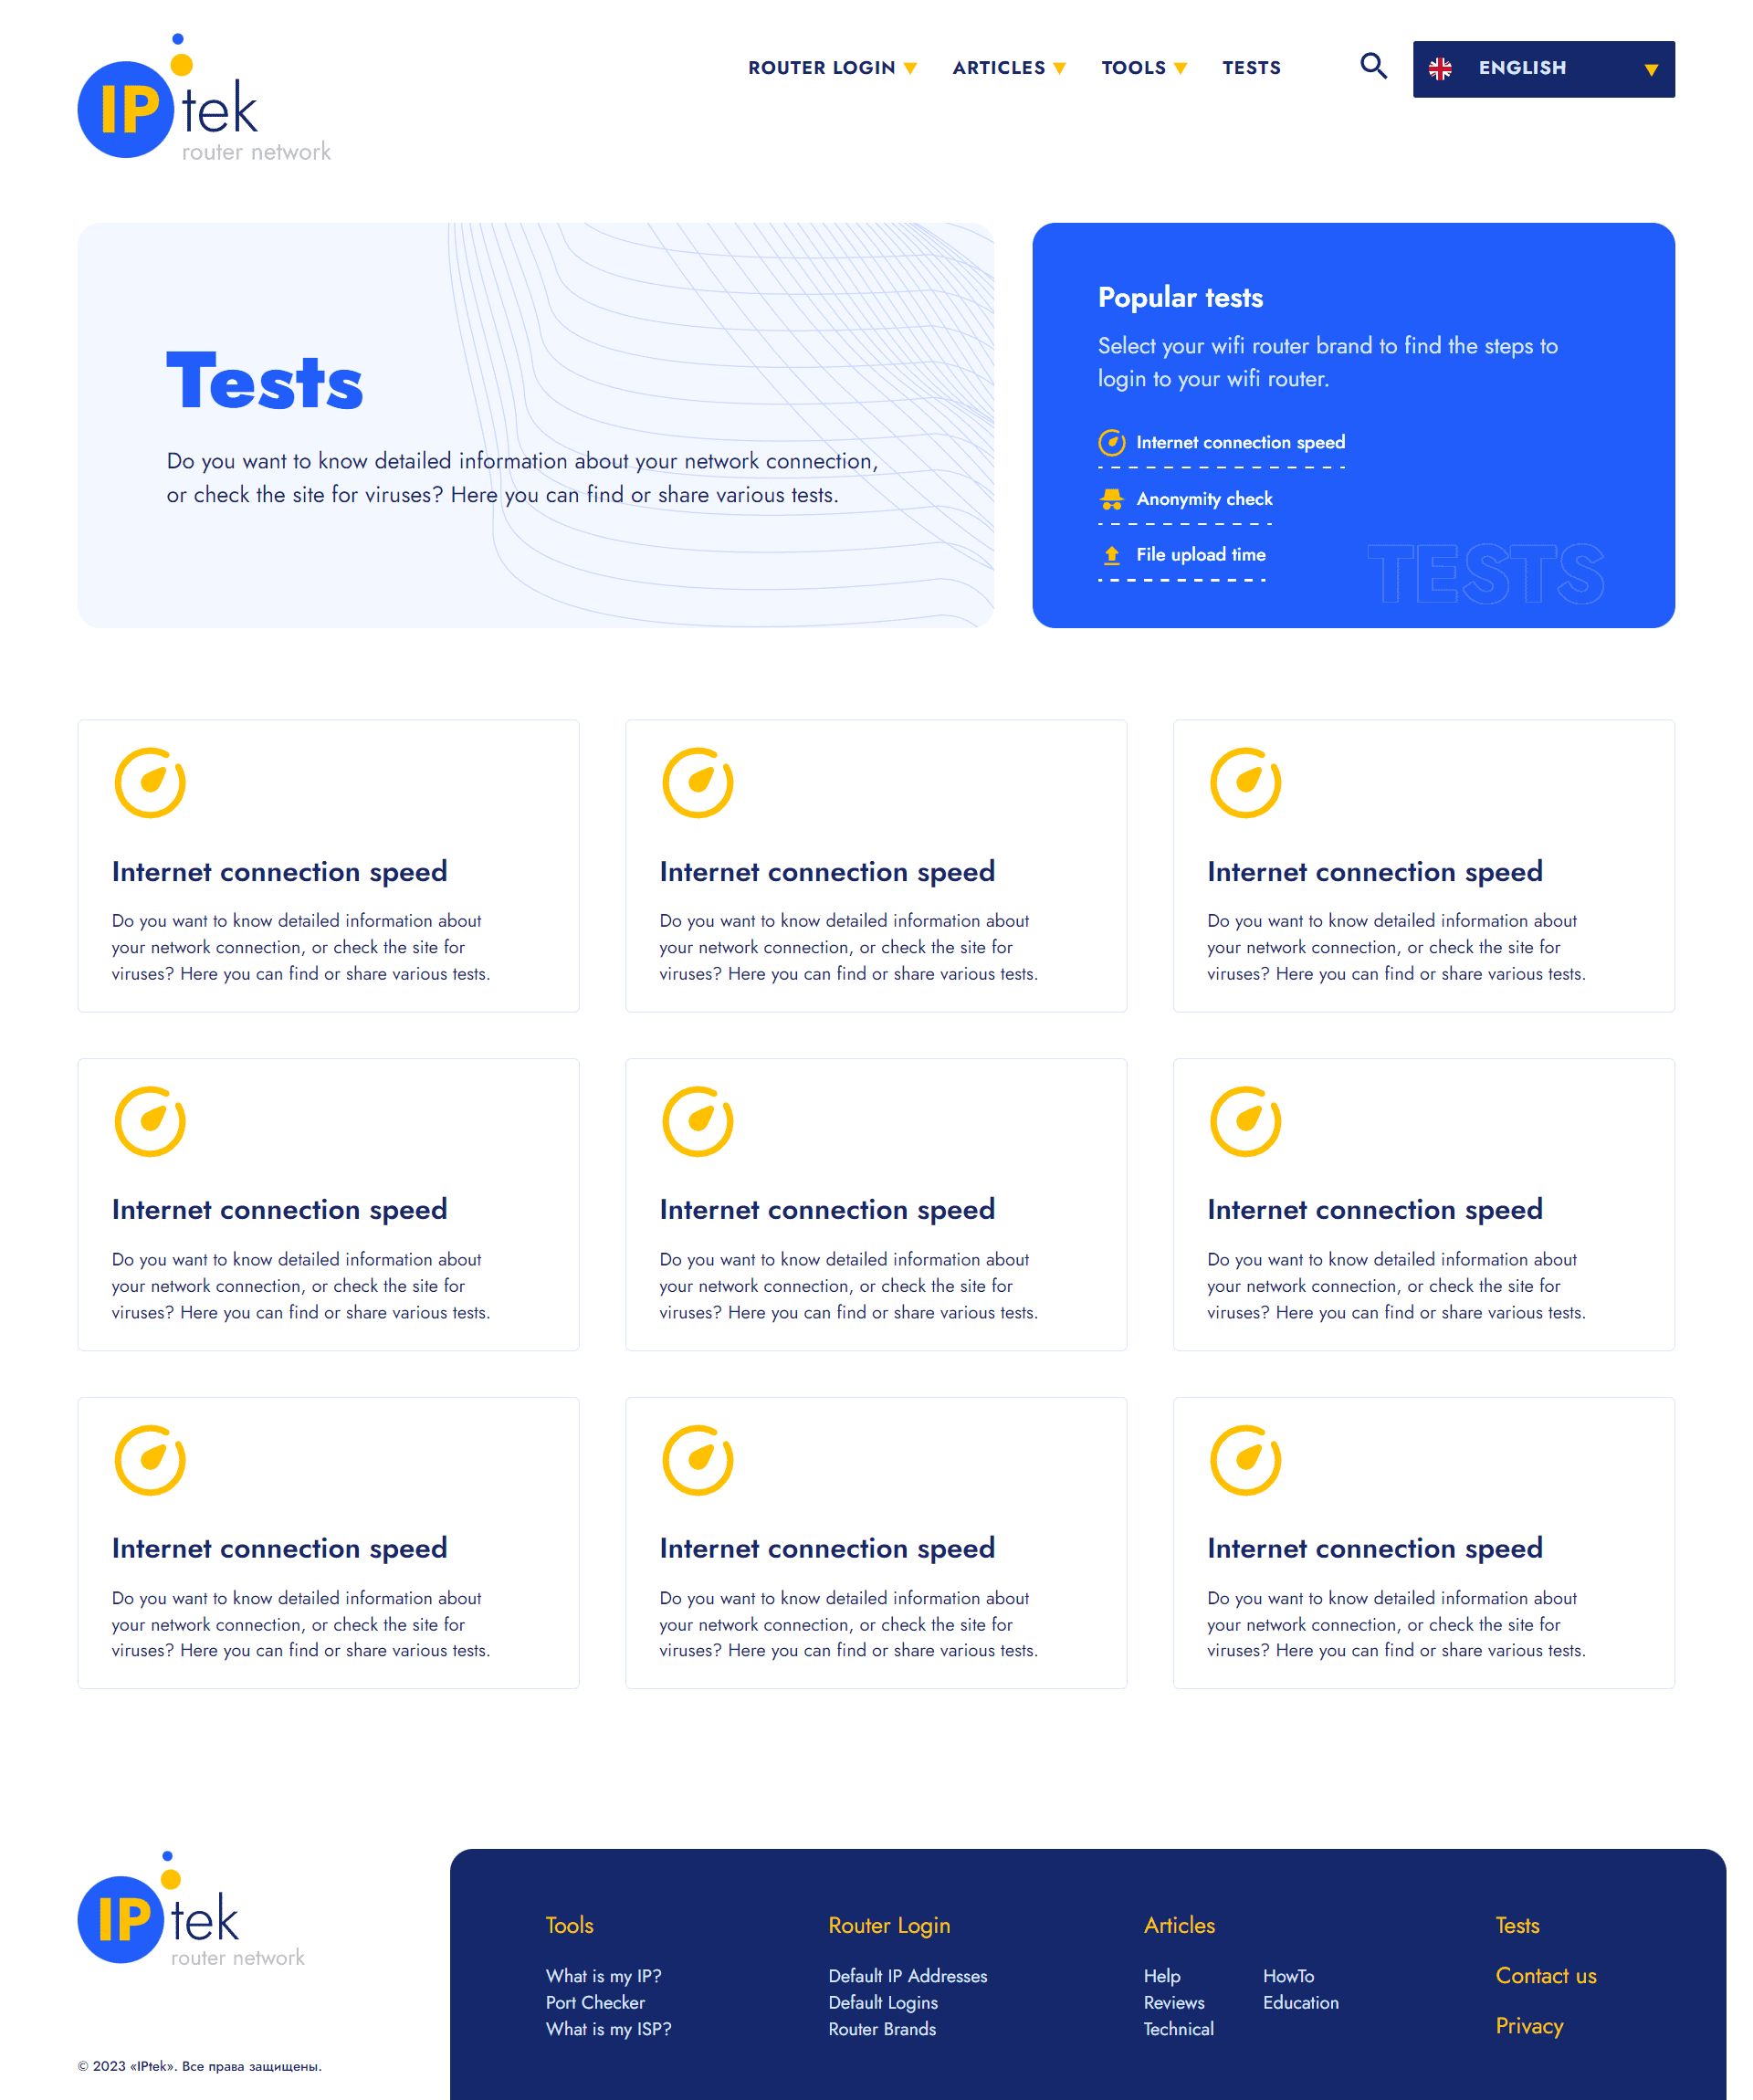 IP tek
router network
ROUTER LOGIN ARTICLES TOOLS TESTS ENGLISH
Tests
Do you want to know detailed information about your network connection,
or check the site for viruses? Here you can find or share various tests.
Popular tests
Select your wifi router brand to find the steps to
login to your wifi router.
Internet connection speed
Anonymity check
File upload time
TESTS
Internet connection speed
Do you want to know detailed information about
your network connection, or check the site for
viruses? Here you can find or share various tests.
Internet connection speed
Do you want to know detailed information about
your network connection, or check the site for
viruses? Here you can find or share various tests.
Internet connection speed
Do you want to know detailed information about
your network connection, or check the site for
viruses? Here you can find or share various tests.
Internet connection speed
Do you want to know detailed information about
your network connection, or check the site for
viruses? Here you can find or share various tests.
Internet connection speed
Do you want to know detailed information about
your network connection, or check the site for
viruses? Here you can find or share various tests.
Internet connection speed
Do you want to know detailed information about
your network connection, or check the site for
viruses? Here you can find or share various tests.
Internet connection speed
Do you want to know detailed information about
your network connection, or check the site for
viruses? Here you can find or share various tests.
Internet connection speed
Do you want to know detailed information about
your network connection, or check the site for
viruses? Here you can find or share various tests.
Internet connection speed
Do you want to know detailed information about
your network connection, or check the site for
viruses? Here you can find or share various tests.
IP tek
router network
© 2023 «IPtek». Все права защищены.
Tools
What is my IP?
Port Checker
What is my ISP?
Router Login
Default IP Addresses
Default Logins
Router Brands
Articles
Help
Reviews
Technical
HowTo
Education
Tests
Contact us
Privacy